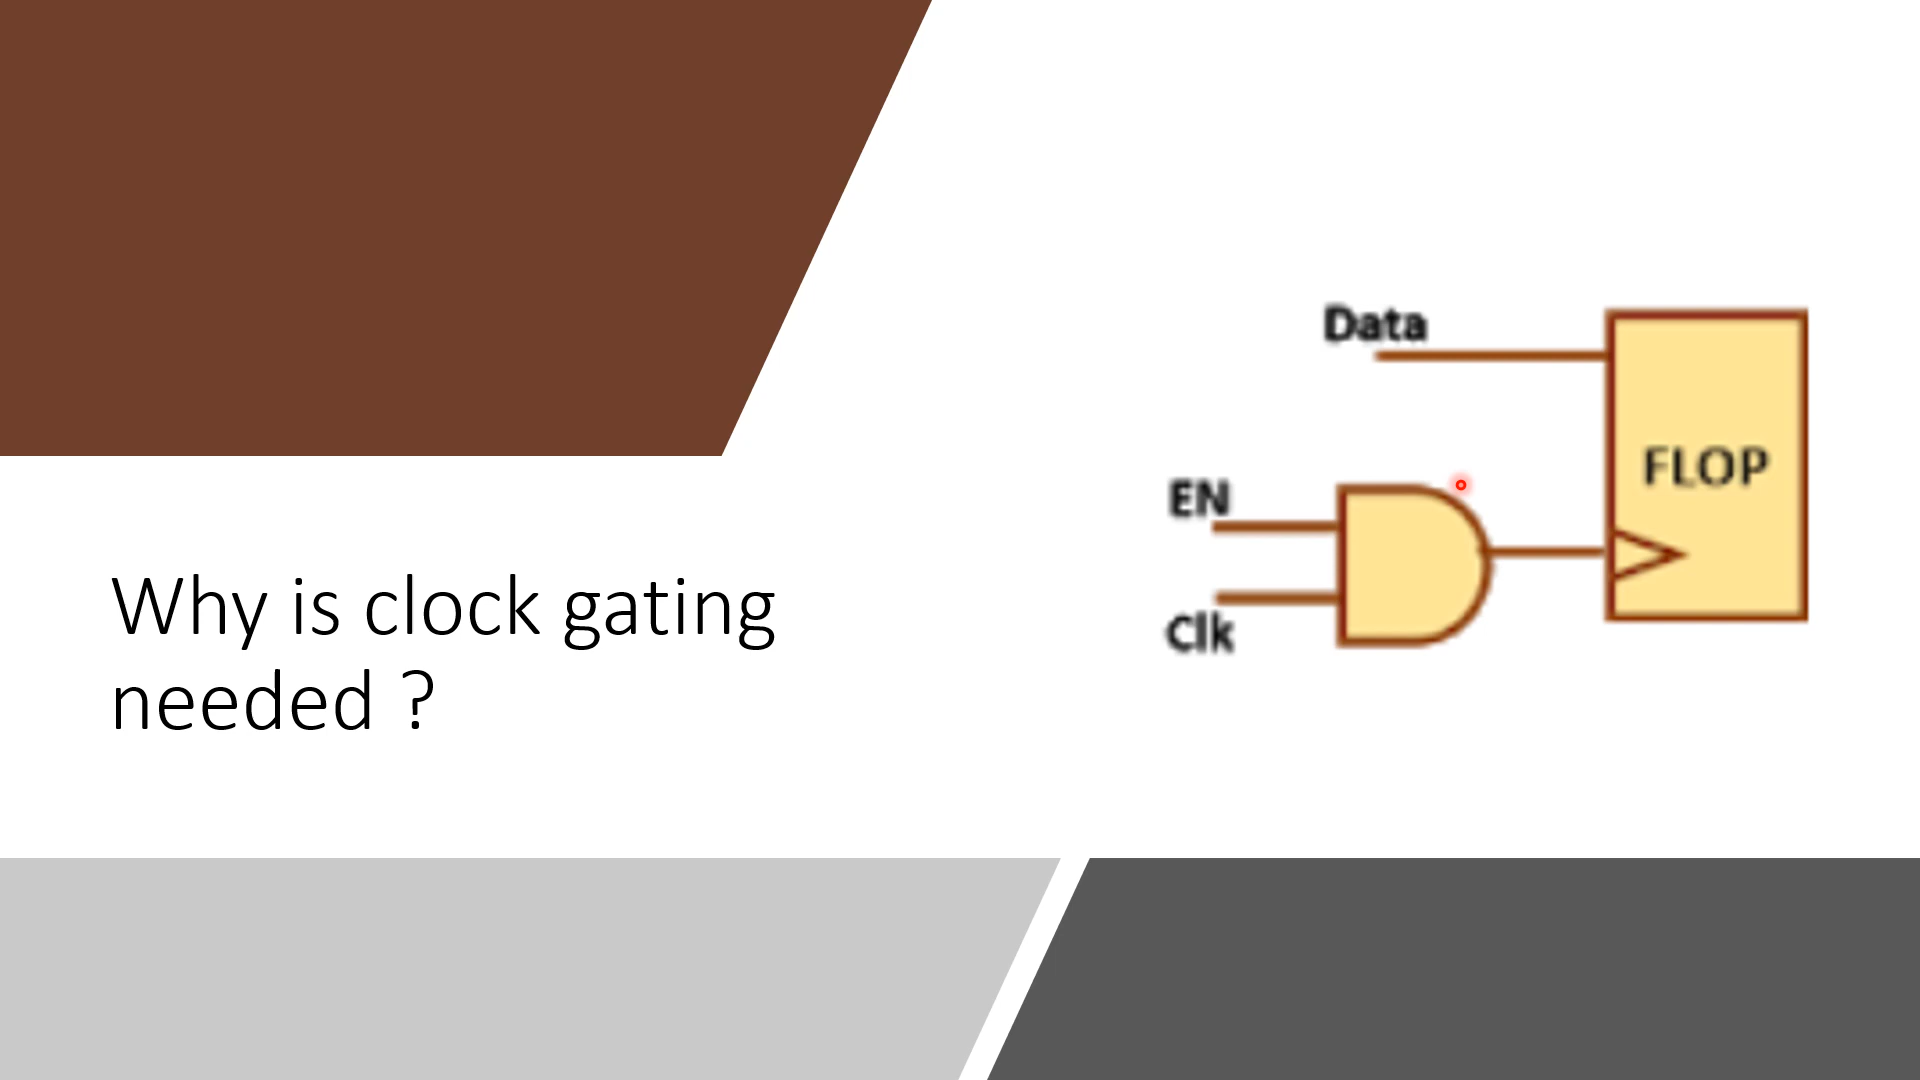 Why is clock gating
needed ?
Data
EN
Clk
FLOP